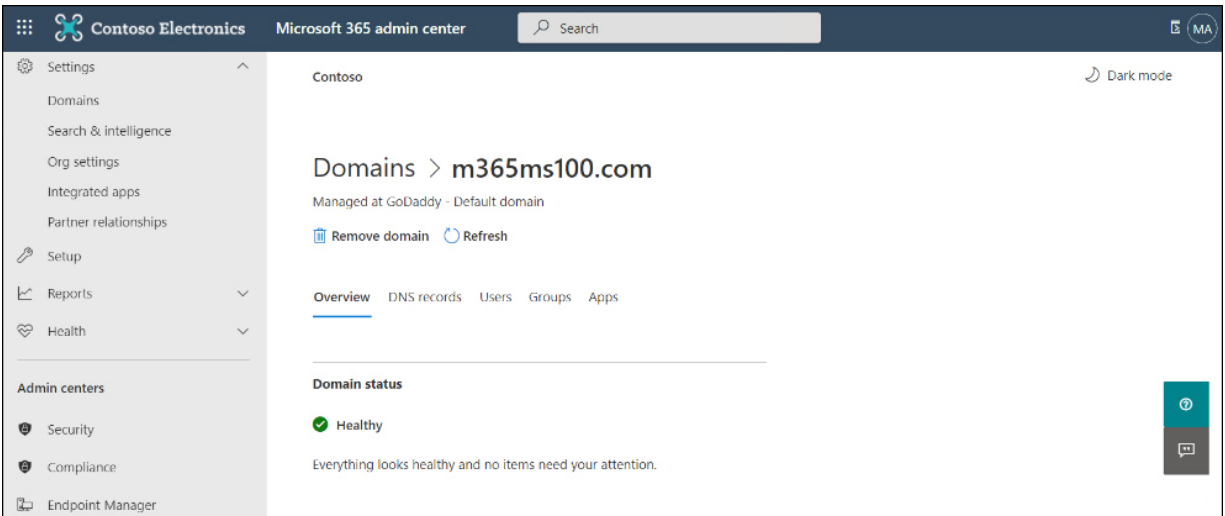 Contoso Electronics
Microsoft 365 admin center
Search
MA
Settings
Domains
Search & intelligence
Org settings
Integrated apps
Partner relationships
Setup
Reports
Health
Admin centers
Security
Compliance
Endpoint Manager
Contoso
Dark mode
Domains > m365ms100.com
Managed at GoDaddy - Default domain
Remove domain Refresh
Overview DNS records Users Groups Apps
Domain status
Healthy
Everything looks healthy and no items need your attention.